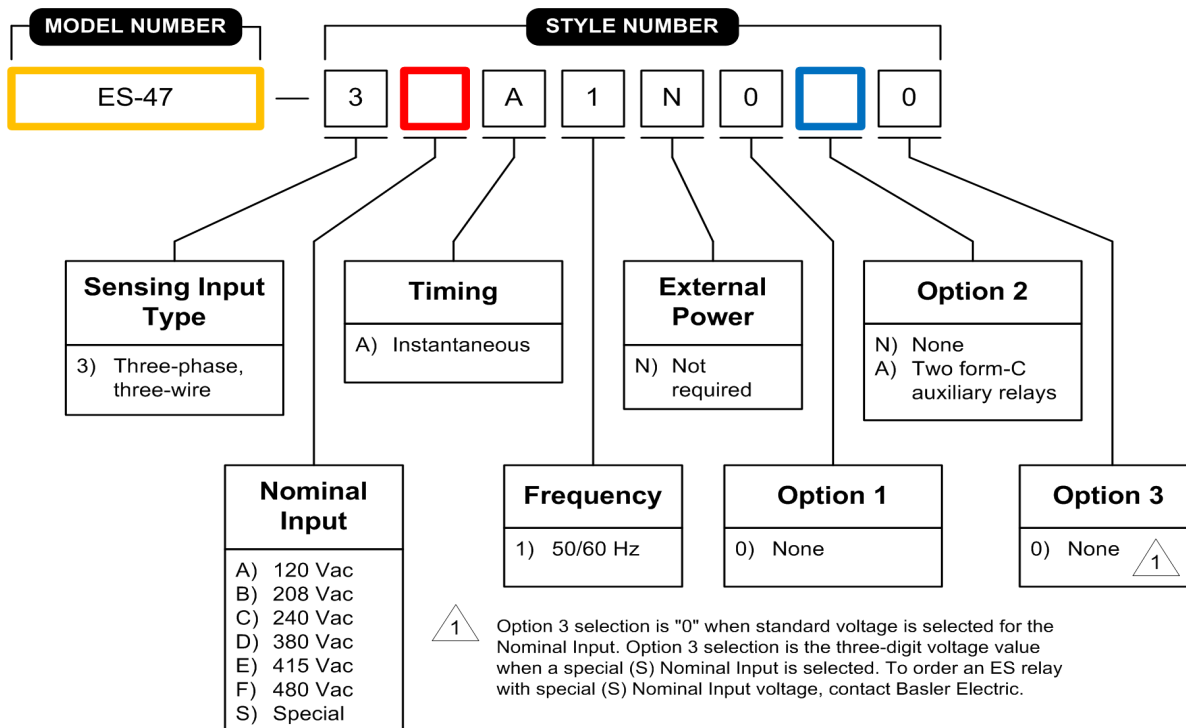 MODEL NUMBER
STYLE NUMBER
ES-47 — 3 A 1 N 0 0
Sensing Input
Type
3) Three-phase,
three-wire
Timing
A) Instantaneous
External
Power
N) Not
required
Option 2
N) None
A) Two form-C
auxiliary relays
Nominal
Input
A) 120 Vac
B) 208 Vac
C) 240 Vac
D) 380 Vac
E) 415 Vac
F) 480 Vac
S) Special
Frequency
1) 50/60 Hz
Option 1
0) None
Option 3
0) None 1
1 Option 3 selection is "0" when standard voltage is selected for the
Nominal Input. Option 3 selection is the three-digit voltage value
when a special (S) Nominal Input is selected. To order an ES relay
with special (S) Nominal Input voltage, contact Basler Electric.